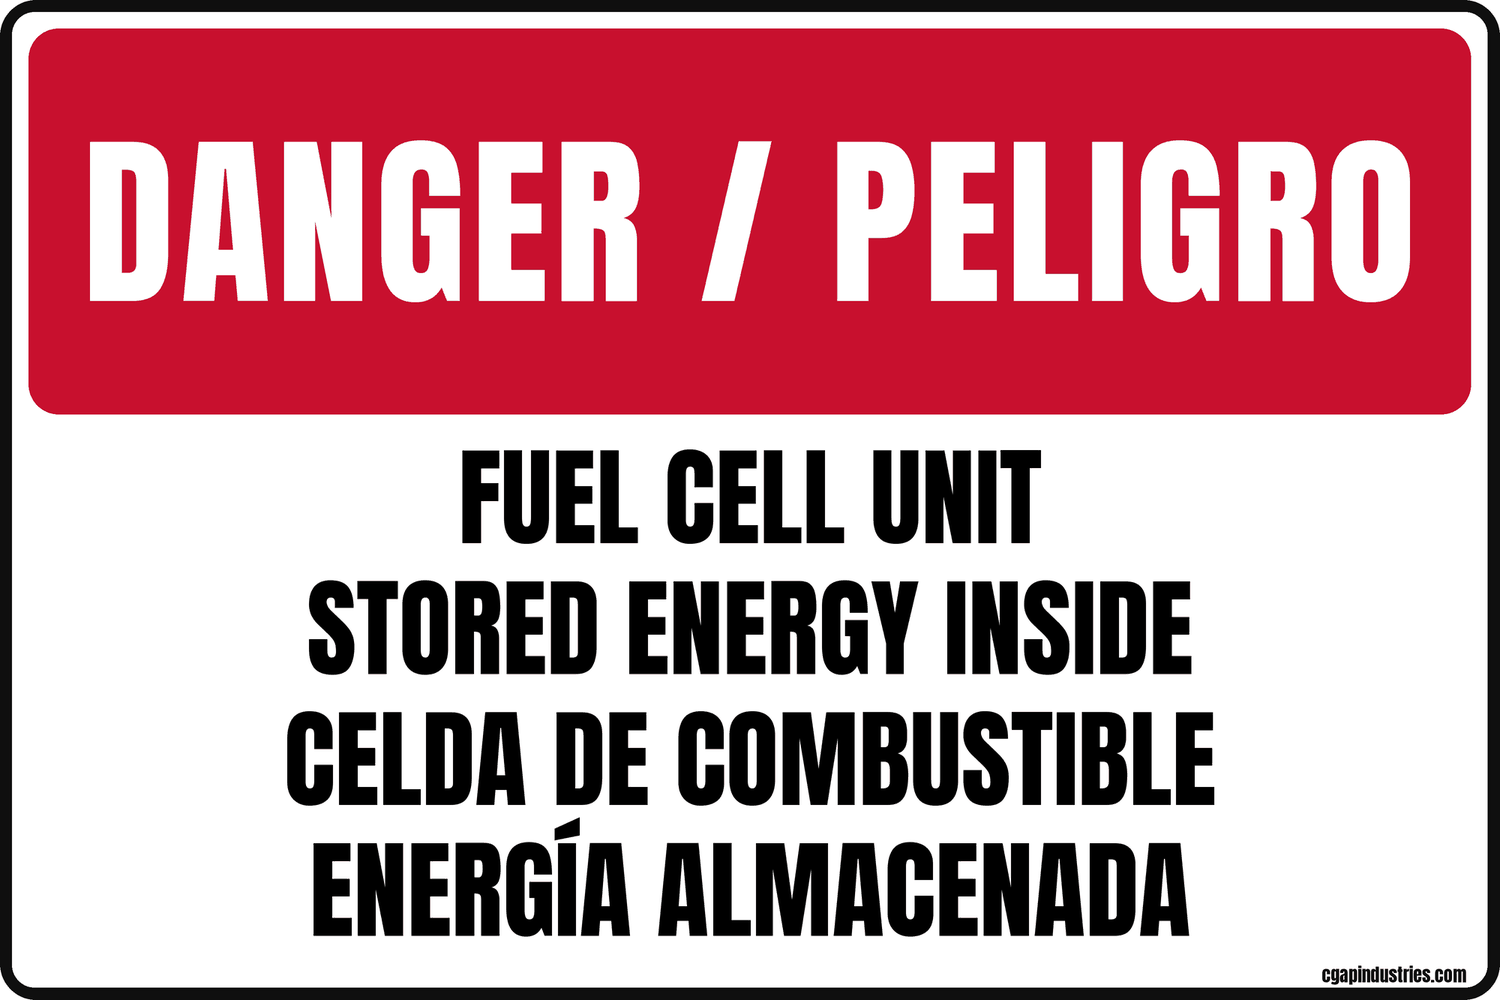 DANGER / PELIGRO
FUEL CELL UNIT
STORED ENERGY INSIDE
CELDA DE COMBUSTIBLE
ENERGÍA ALMACENADA
cgapindustries.com